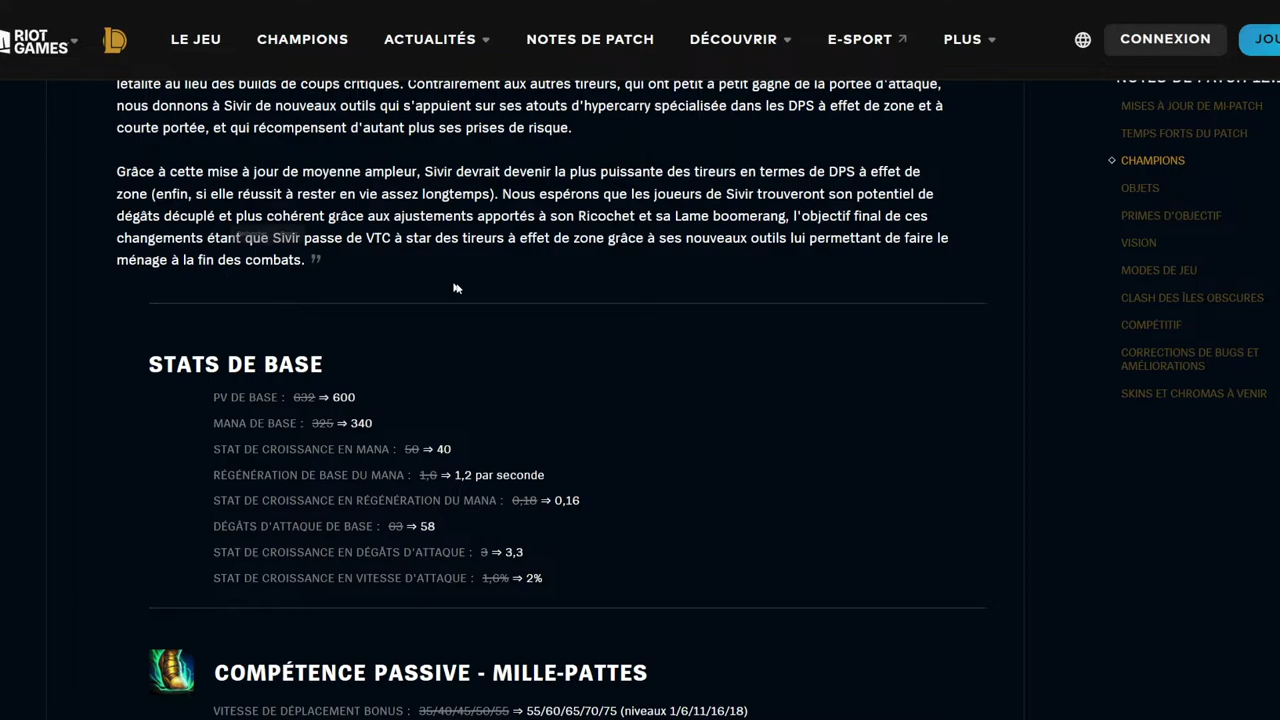 RIOT GAMES
LE JEU
CHAMPIONS
ACTUALITÉS
NOTES DE PATCH
DÉCOUVRIR
E-SPORT
PLUS
CONNEXION
létalité au lieu des builds de coups critiques. Contrairement aux autres tireurs, qui ont petit à petit gagné de la portée d'attaque,
nous donnons à Sivir de nouveaux outils qui s'appuient sur ses atouts d'hypercarry spécialisée dans les DPS à effet de zone et à
courte portée, et qui récompensent d'autant plus ses prises de risque.
Grâce à cette mise à jour de moyenne ampleur, Sivir devrait devenir la plus puissante des tireurs en termes de DPS à effet de
zone (enfin, si elle réussit à rester en vie assez longtemps). Nous espérons que les joueurs de Sivir trouveront son potentiel de
dégâts décuplé et plus cohérent grâce aux ajustements apportés à son Ricochet et sa Lame boomerang, l'objectif final de ces
changements étant que Sivir passe de VTC à star des tireurs à effet de zone grâce à ses nouveaux outils lui permettant de faire le
ménage à la fin des combats. ”
STATS DE BASE
PV DE BASE : 632 ⇒ 600
MANA DE BASE : 325 ⇒ 340
STAT DE CROISSANCE EN MANA : 50 ⇒ 40
RÉGÉNÉRATION DE BASE DU MANA : 1,6 ⇒ 1,2 par seconde
STAT DE CROISSANCE EN RÉGÉNÉRATION DU MANA : 0,18 ⇒ 0,16
DÉGÂTS D'ATTAQUE DE BASE : 63 ⇒ 58
STAT DE CROISSANCE EN DÉGÂTS D'ATTAQUE : 3 ⇒ 3,3
STAT DE CROISSANCE EN VITESSE D'ATTAQUE : 1,6% ⇒ 2%
COMPÉTENCE PASSIVE - MILLE-PATTES
VITESSE DE DÉPLACEMENT BONUS : 35/40/45/50/55 ⇒ 55/60/65/70/75 (niveaux 1/6/11/16/18)
NOTES DE PATCH
MISES À JOUR DE MI-PATCH
TEMPS FORTS DU PATCH
CHAMPIONS
OBJETS
PRIMES D'OBJECTIF
VISION
MODES DE JEU
CLASH DES ÎLES OBSCURES
COMPÉTITIF
CORRECTIONS DE BUGS ET
AMÉLIORATIONS
SKINS ET CHROMAS À VENIR